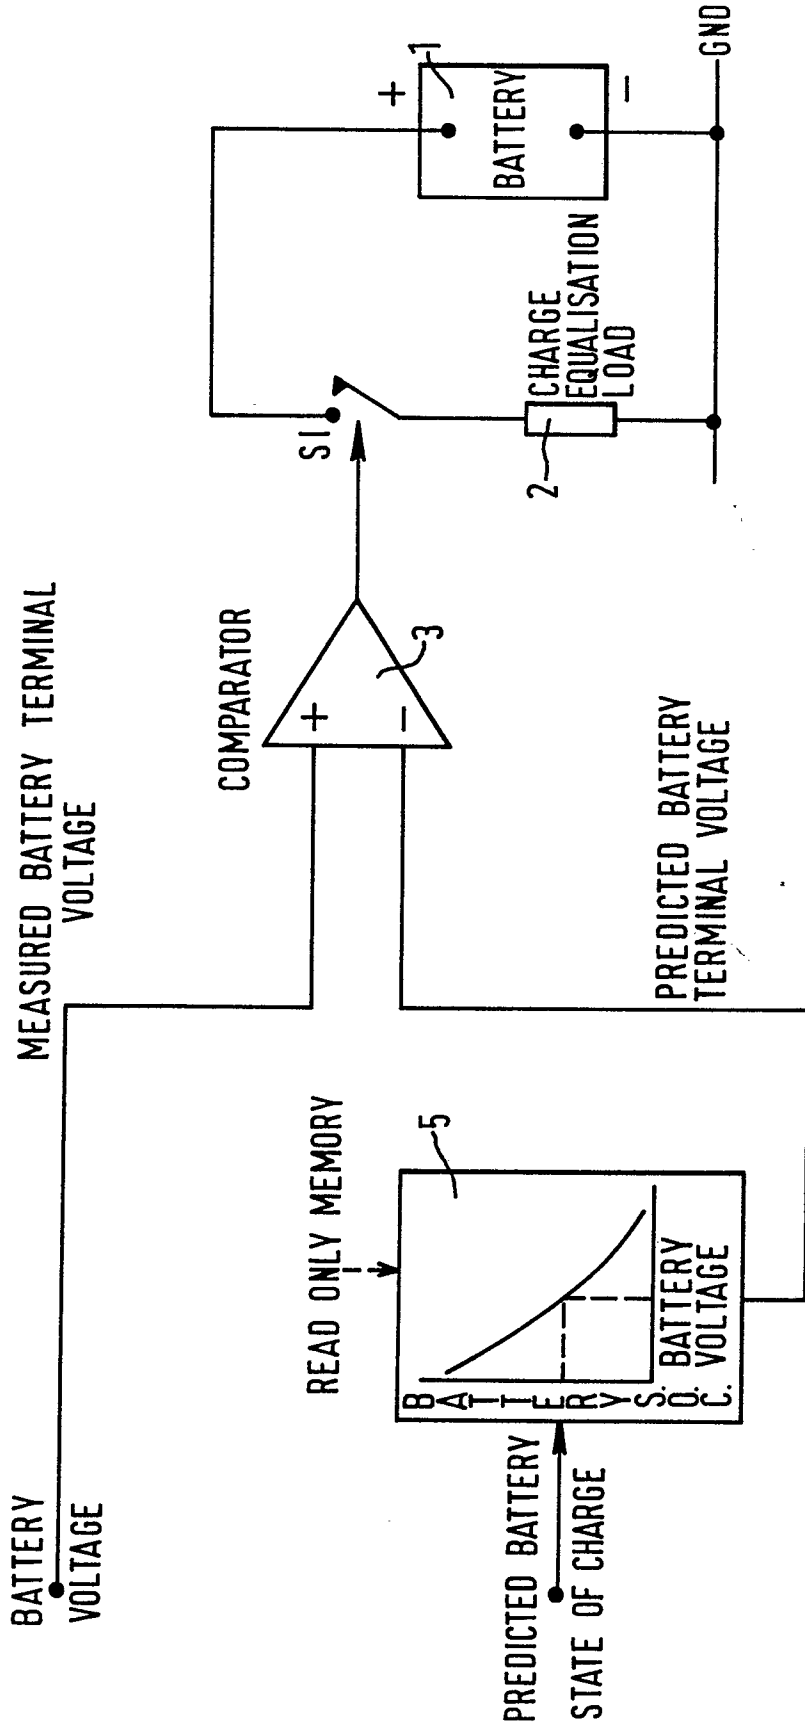 BATTERY
VOLTAGE
MEASURED BATTERY TERMINAL
VOLTAGE
COMPARATOR
+
−
3
S1
+
1
BATTERY
−
CHARGE
EQUALISATION
LOAD
2
GND
READ ONLY MEMORY
5
BATTERY S.O.C.
BATTERY
VOLTAGE
PREDICTED BATTERY
STATE OF CHARGE
PREDICTED BATTERY
TERMINAL VOLTAGE